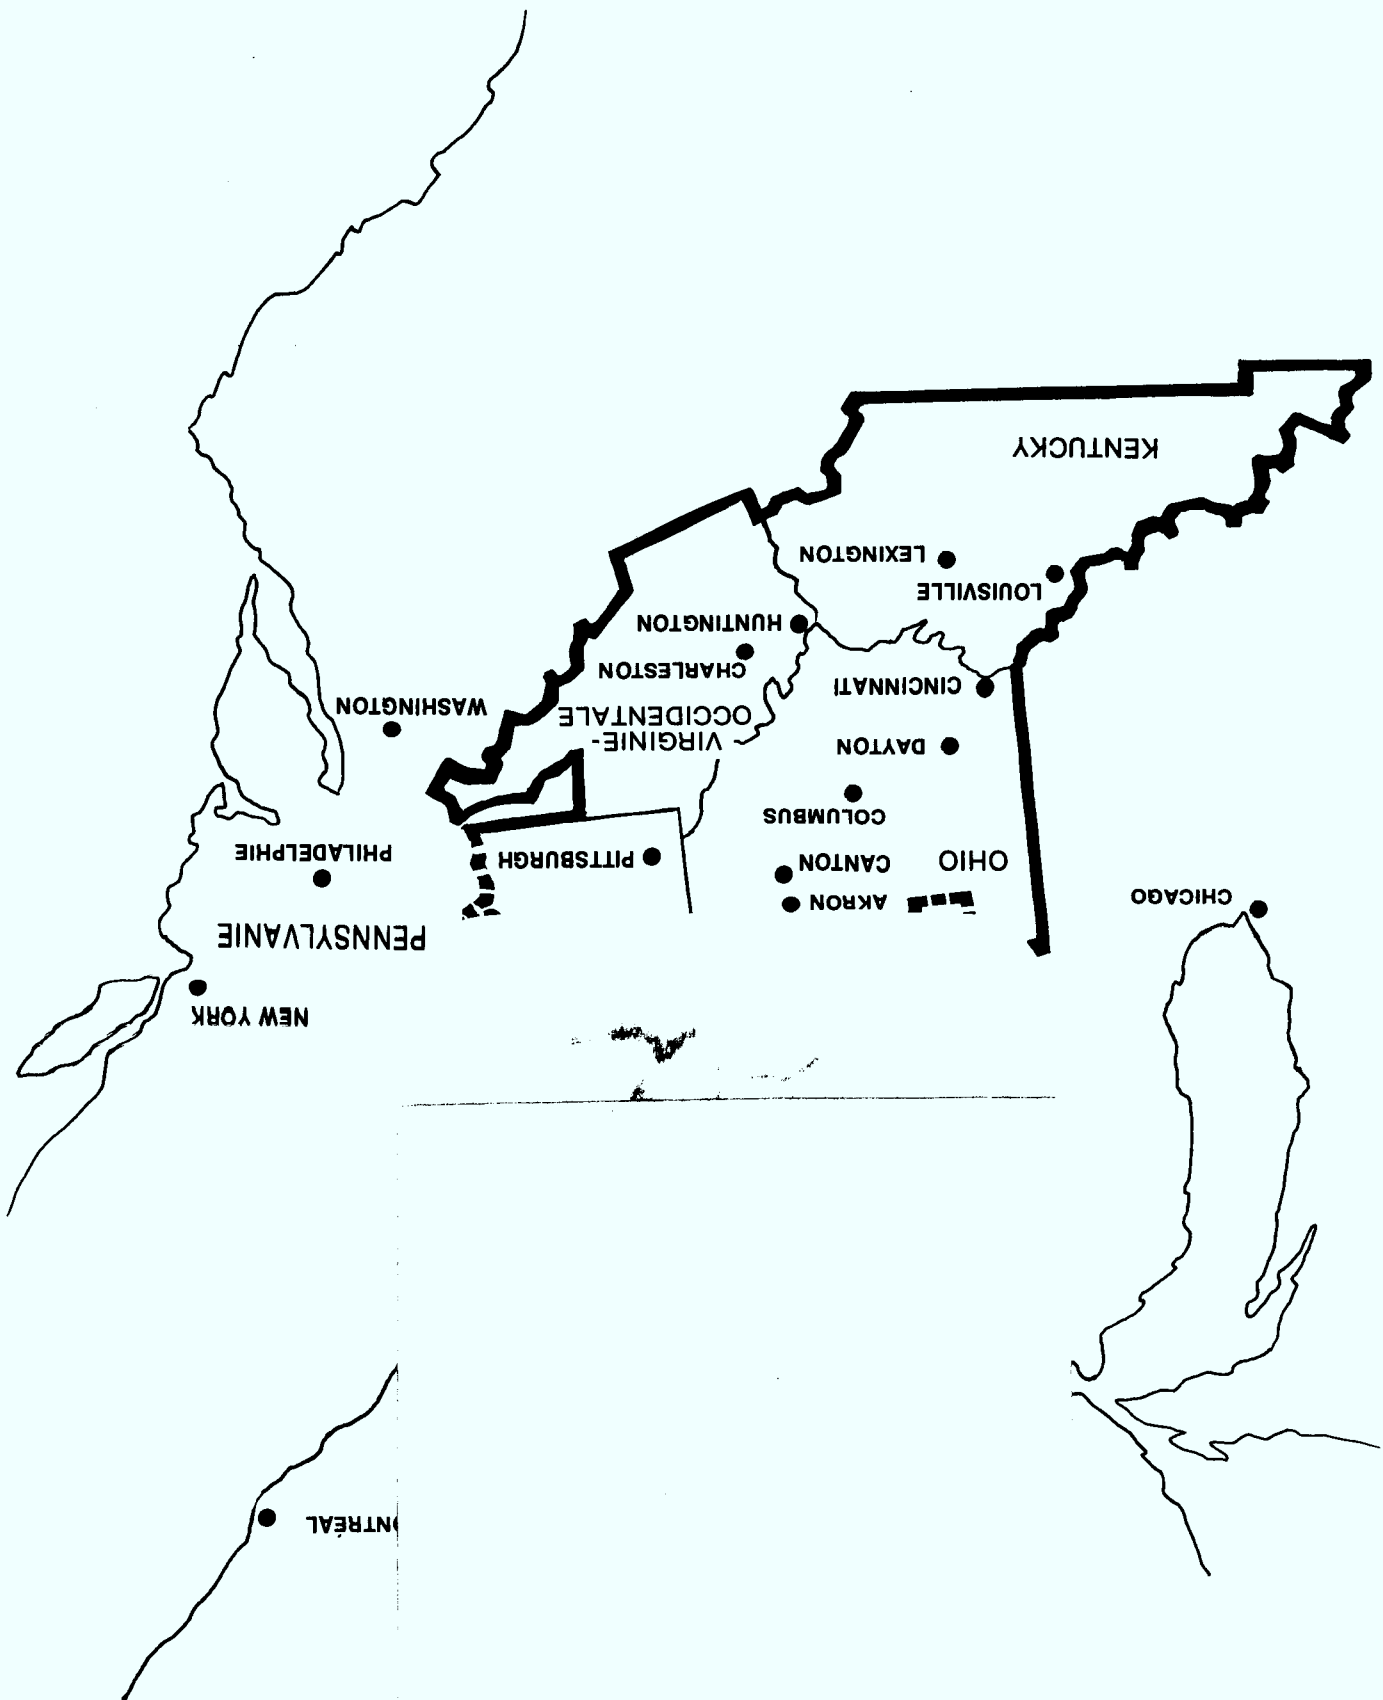 NTRÉAL
NEW YORK
PENNSYLVANIE
CHICAGO
AKRON
OHIO
CANTON
PITTSBURGH
PHILADELPHIE
COLUMBUS
DAYTON
VIRGINIE-
OCCIDENTALE
WASHINGTON
CINCINNATI
CHARLESTON
HUNTINGTON
LOUISVILLE
LEXINGTON
KENTUCKY